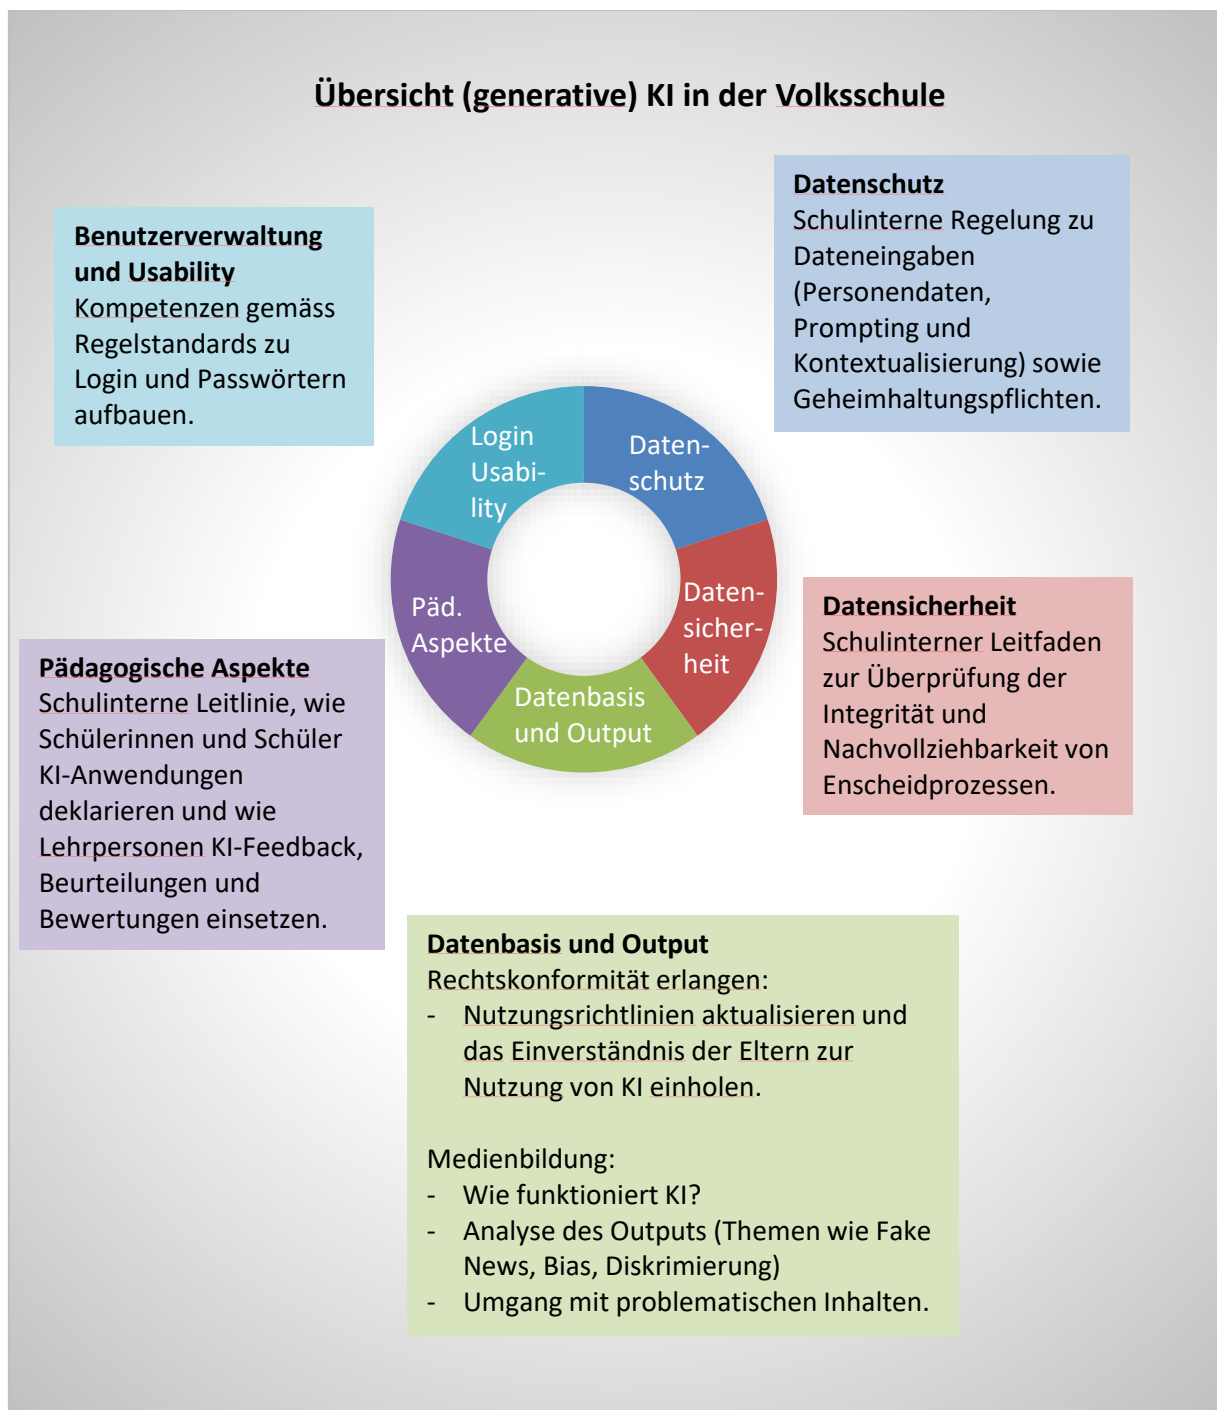 Übersicht (generative) KI in der Volksschule
Datenschutz
Schulinterne Regelung zu
Dateneingaben
(Personendaten,
Prompting und
Kontextualisierung) sowie
Geheimhaltungspflichten.
Benutzerverwaltung
und Usability
Kompetenzen gemäss
Regelstandards zu
Login und Passwörtern
aufbauen.
Login
Usabi-
lity
Daten-
schutz
Daten-
sicher-
heit
Datenbasis
und Output
Päd.
Aspekte
Datensicherheit
Schulinterner Leitfaden
zur Überprüfung der
Integrität und
Nachvollziehbarkeit von
Enscheidprozessen.
Pädagogische Aspekte
Schulinterne Leitlinie, wie
Schülerinnen und Schüler
KI-Anwendungen
deklarieren und wie
Lehrpersonen KI-Feedback,
Beurteilungen und
Bewertungen einsetzen.
Datenbasis und Output
Rechtskonformität erlangen:
- Nutzungsrichtlinien aktualisieren und
das Einverständnis der Eltern zur
Nutzung von KI einholen.
Medienbildung:
- Wie funktioniert KI?
- Analyse des Outputs (Themen wie Fake
News, Bias, Diskrimierung)
- Umgang mit problematischen Inhalten.